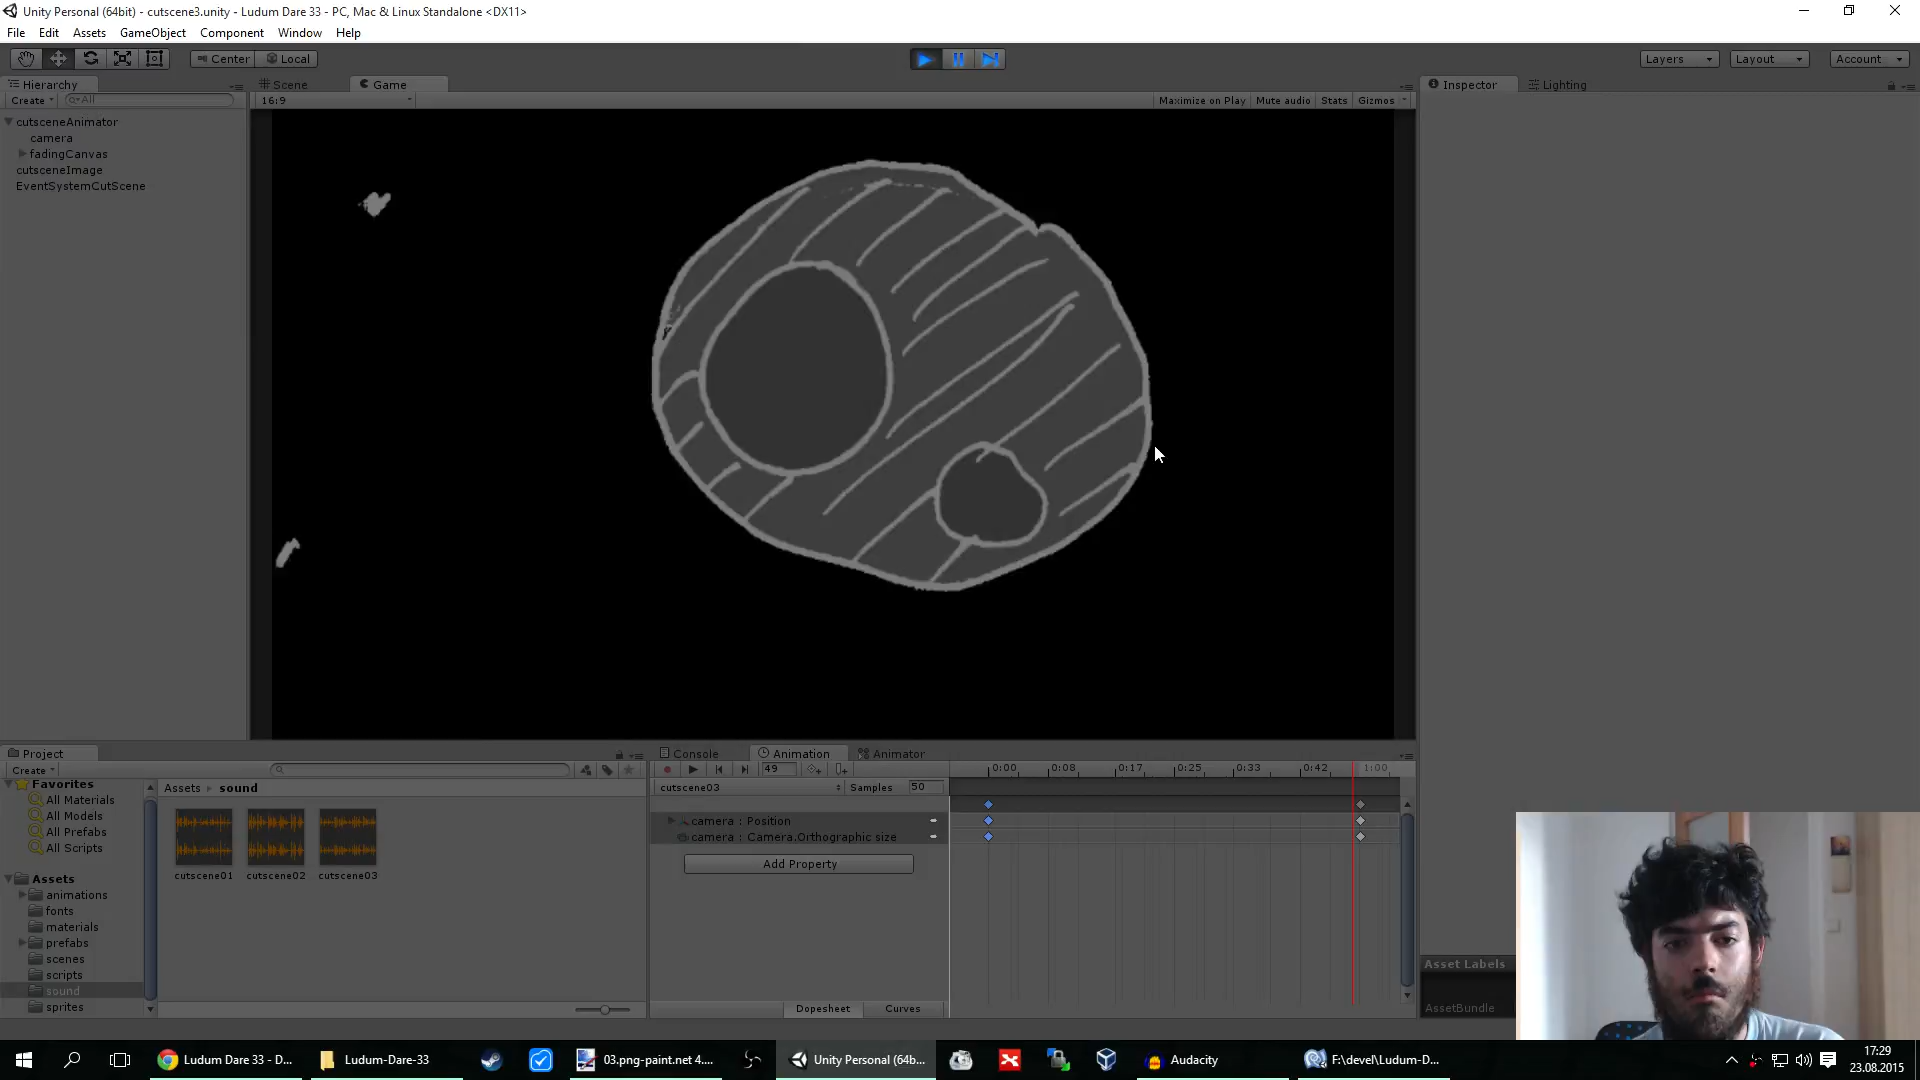 Unity Personal (64bit) - cutscene3.unity - Ludum Dare 33 - PC, Mac & Linux Standalone <DX11>
File Edit Assets GameObject Component Window Help
Center Local Layers Layout Account
Hierarchy Scene Game Inspector Lighting
Create All 16:9 Maximize on Play Mute audio Stats Gizmos
cutsceneAnimator
camera
fadingCanvas
cutsceneImage
EventSystemCutScene
Project Console Animation Animator
Create 49 0:00 0:08 0:17 0:25 0:33 0:42 1:00
Favorites Assets sound cutscene03 Samples 50
All Materials
All Models
All Prefabs
All Scripts
camera : Position
camera : Camera.Orthographic size
Add Property
cutscene01 cutscene02 cutscene03
Assets
animations
fonts
materials
prefabs
scenes
scripts
sound
sprites
Dopesheet Curves
Asset Labels
AssetBundle
Ludum Dare 33 - D... Ludum-Dare-33 03.png-paint.net 4.... Unity Personal (64b... Audacity F:\devel\Ludum-D...
17:29
23.08.2015